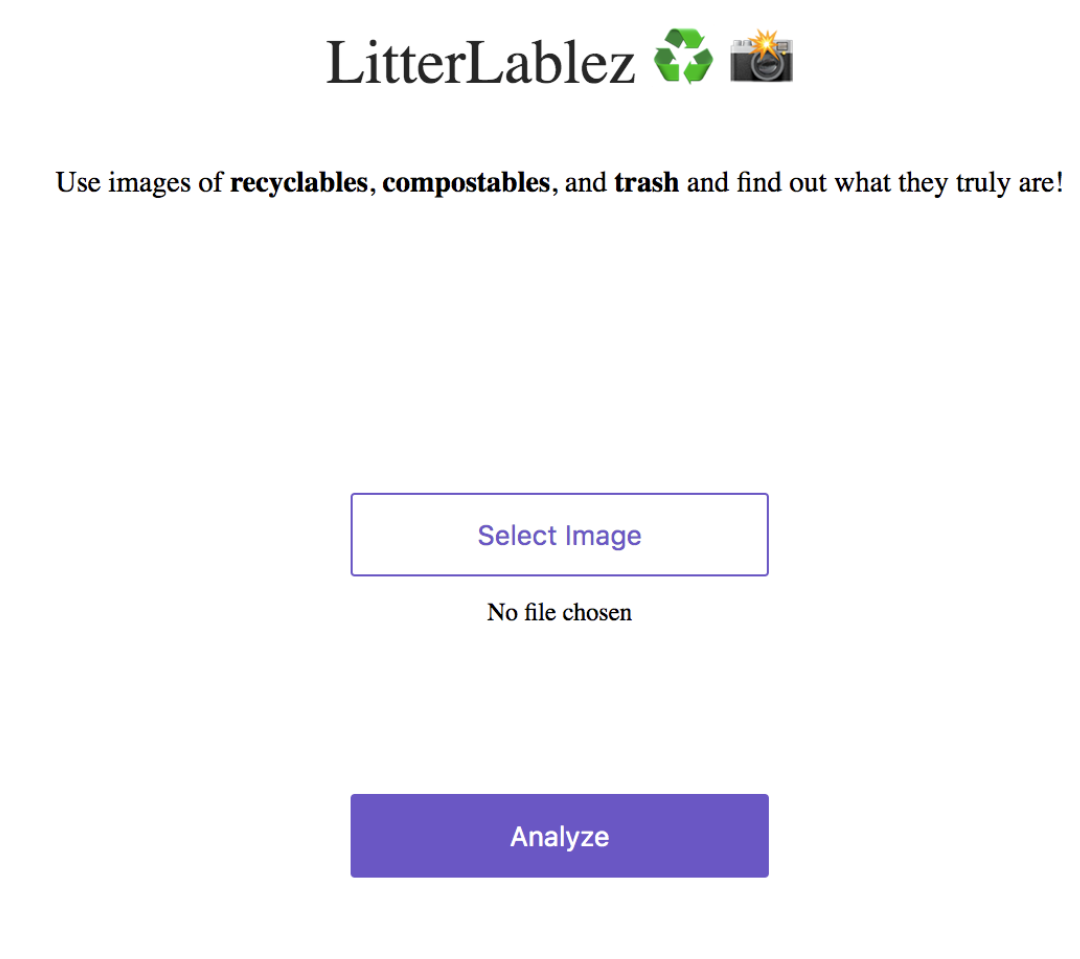 LitterLablez ♻️ 📸
Use images of recyclables, compostables, and trash and find out what they truly are!
Select Image
No file chosen
Analyze